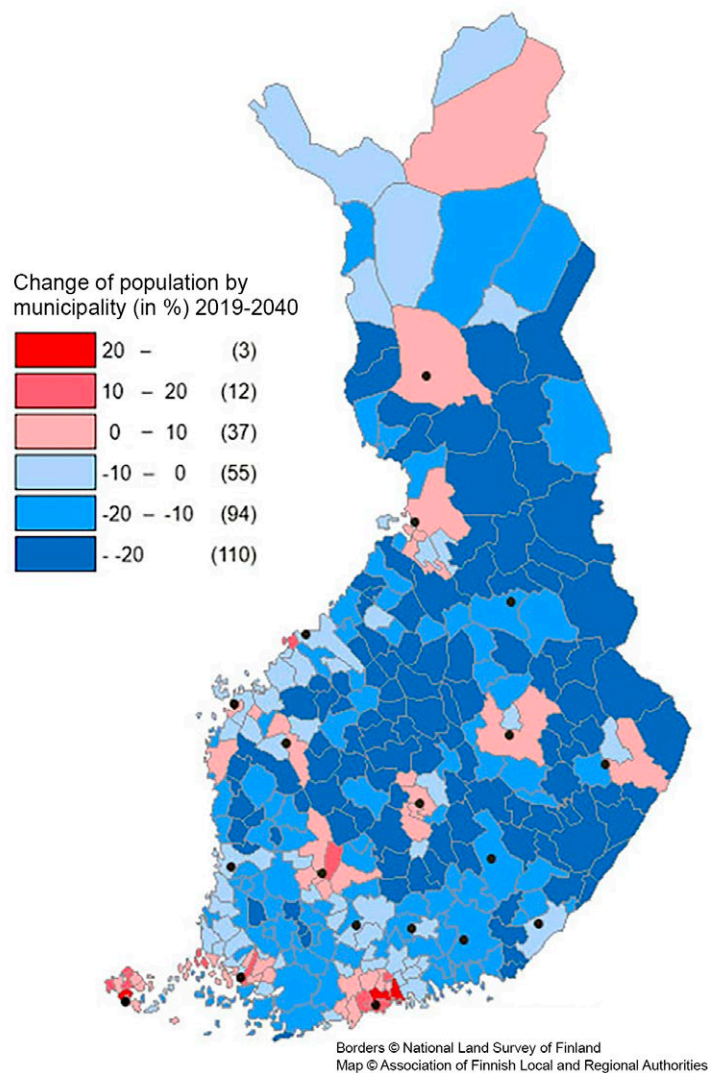 Change of population by
municipality (in %) 2019-2040
20 – (3)
10 – 20 (12)
0 – 10 (37)
-10 – 0 (55)
-20 – -10 (94)
- -20 (110)
Borders © National Land Survey of Finland
Map © Association of Finnish Local and Regional Authorities